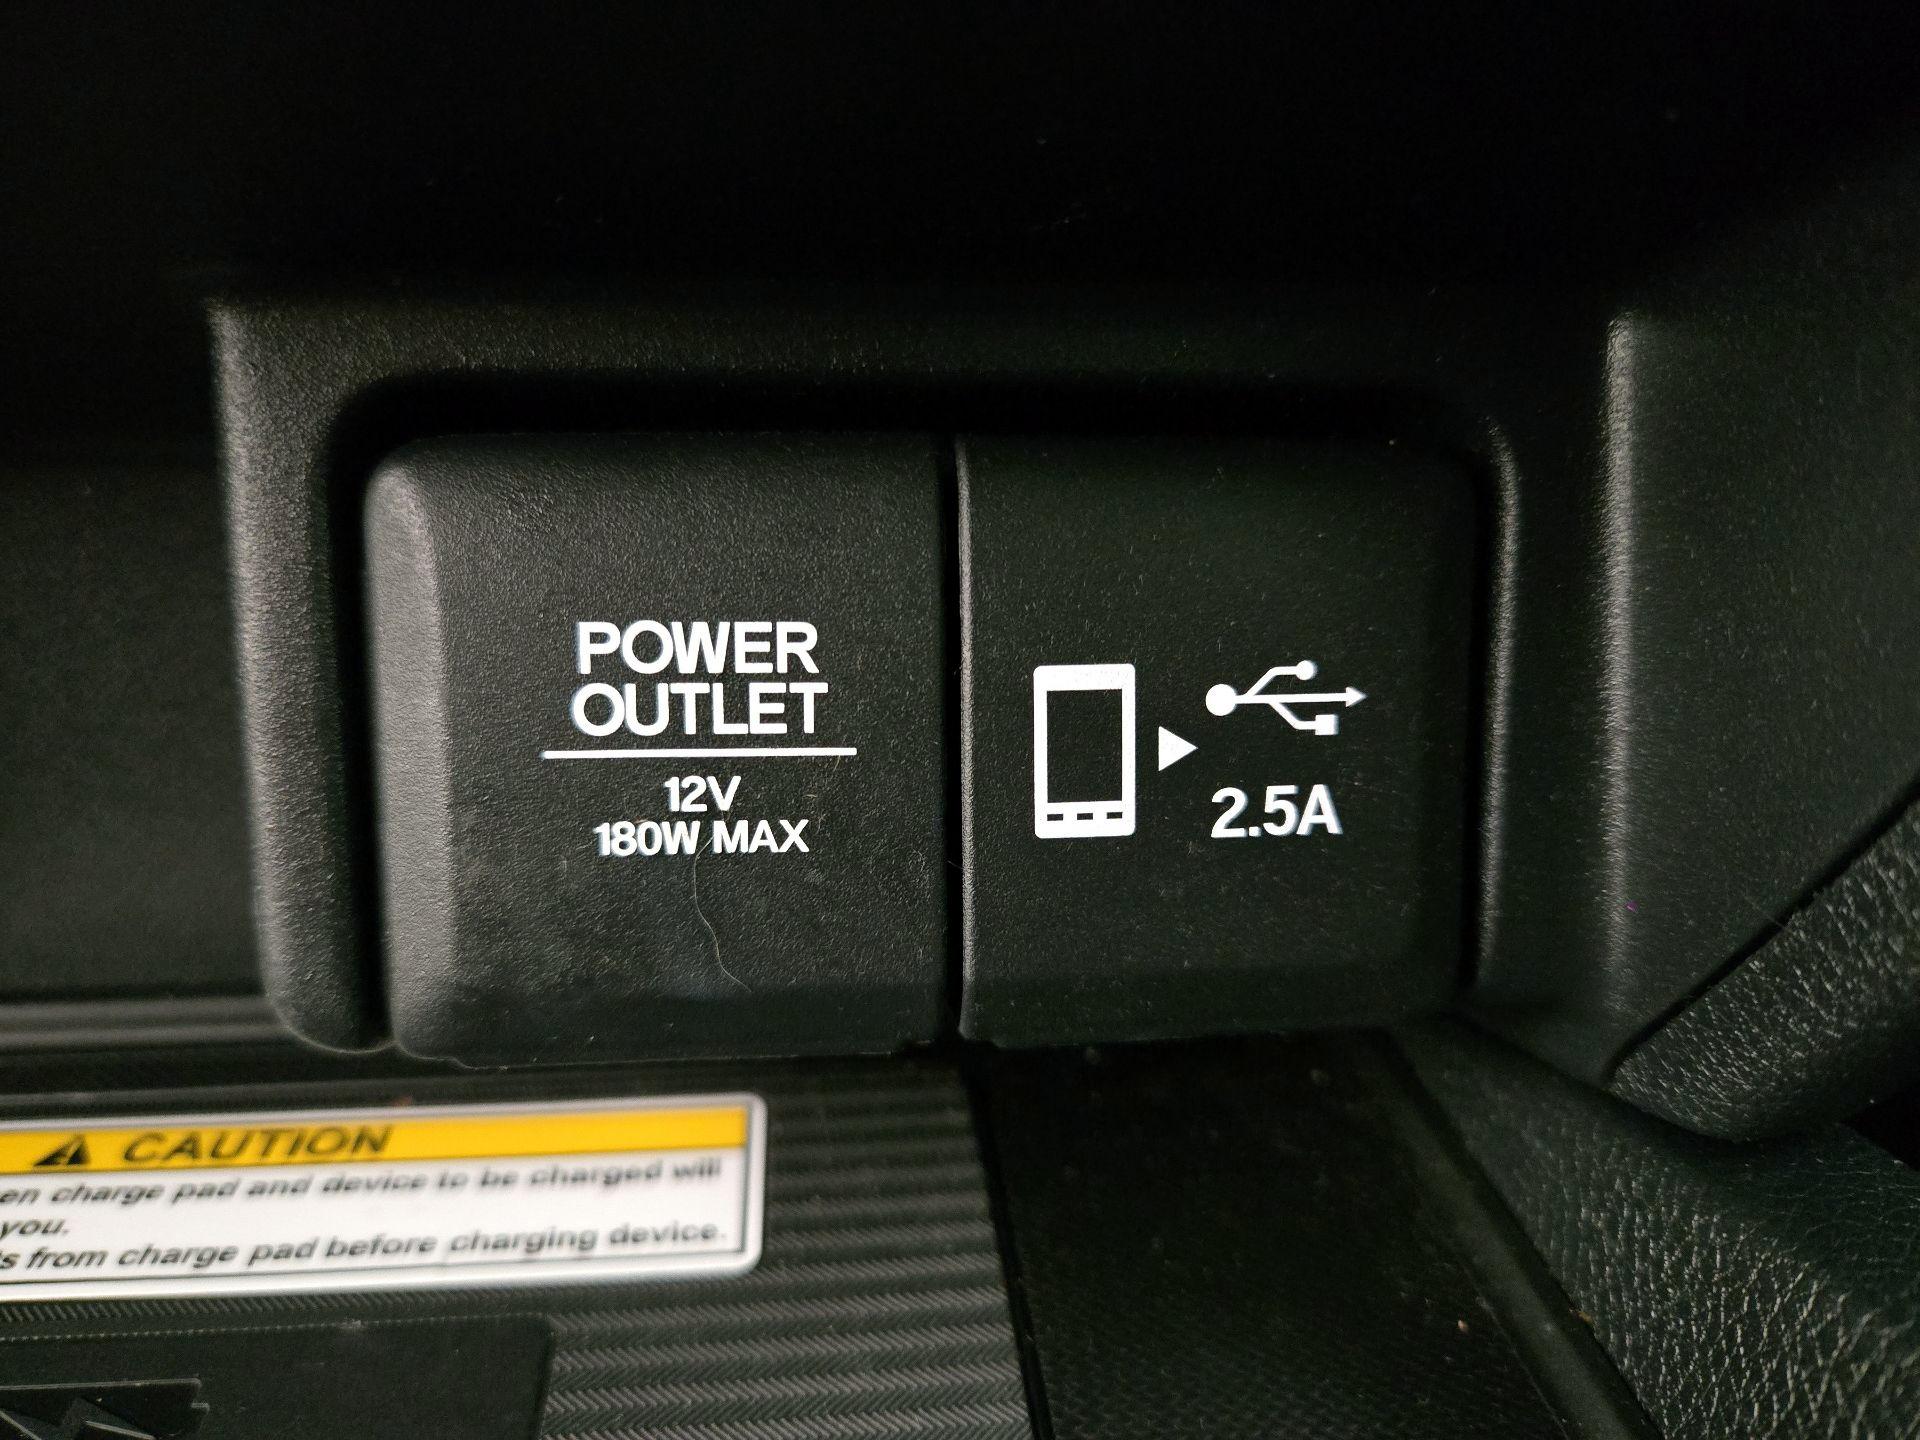 POWER
OUTLET
12V
180W MAX
2.5A
CAUTION
en charge pad and device to be charged will
you.
s from charge pad before charging device.